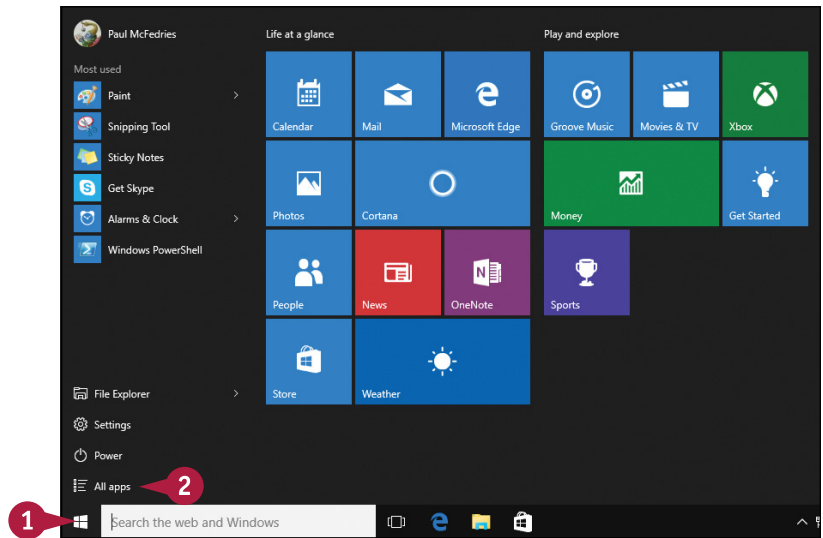 Paul McFedries
Life at a glance
Play and explore
Most used
Paint
Snipping Tool
Sticky Notes
Get Skype
Alarms & Clock
Windows PowerShell
Calendar
Mail
Microsoft Edge
Groove Music
Movies & TV
Xbox
Photos
Cortana
Money
Get Started
People
News
OneNote
Sports
Store
Weather
File Explorer
Settings
Power
All apps
2
1
Search the web and Windows